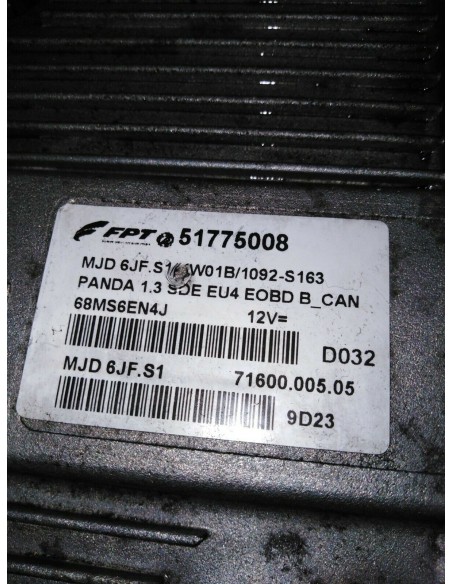 FPT 51775008
MJD 6JF.S1 W01B/1092-S163
PANDA 1.3 SDE EU4 EOBD B_CAN
68MS6EN4J 12V=
D032
MJD 6JF.S1 71600.005.05
9D23